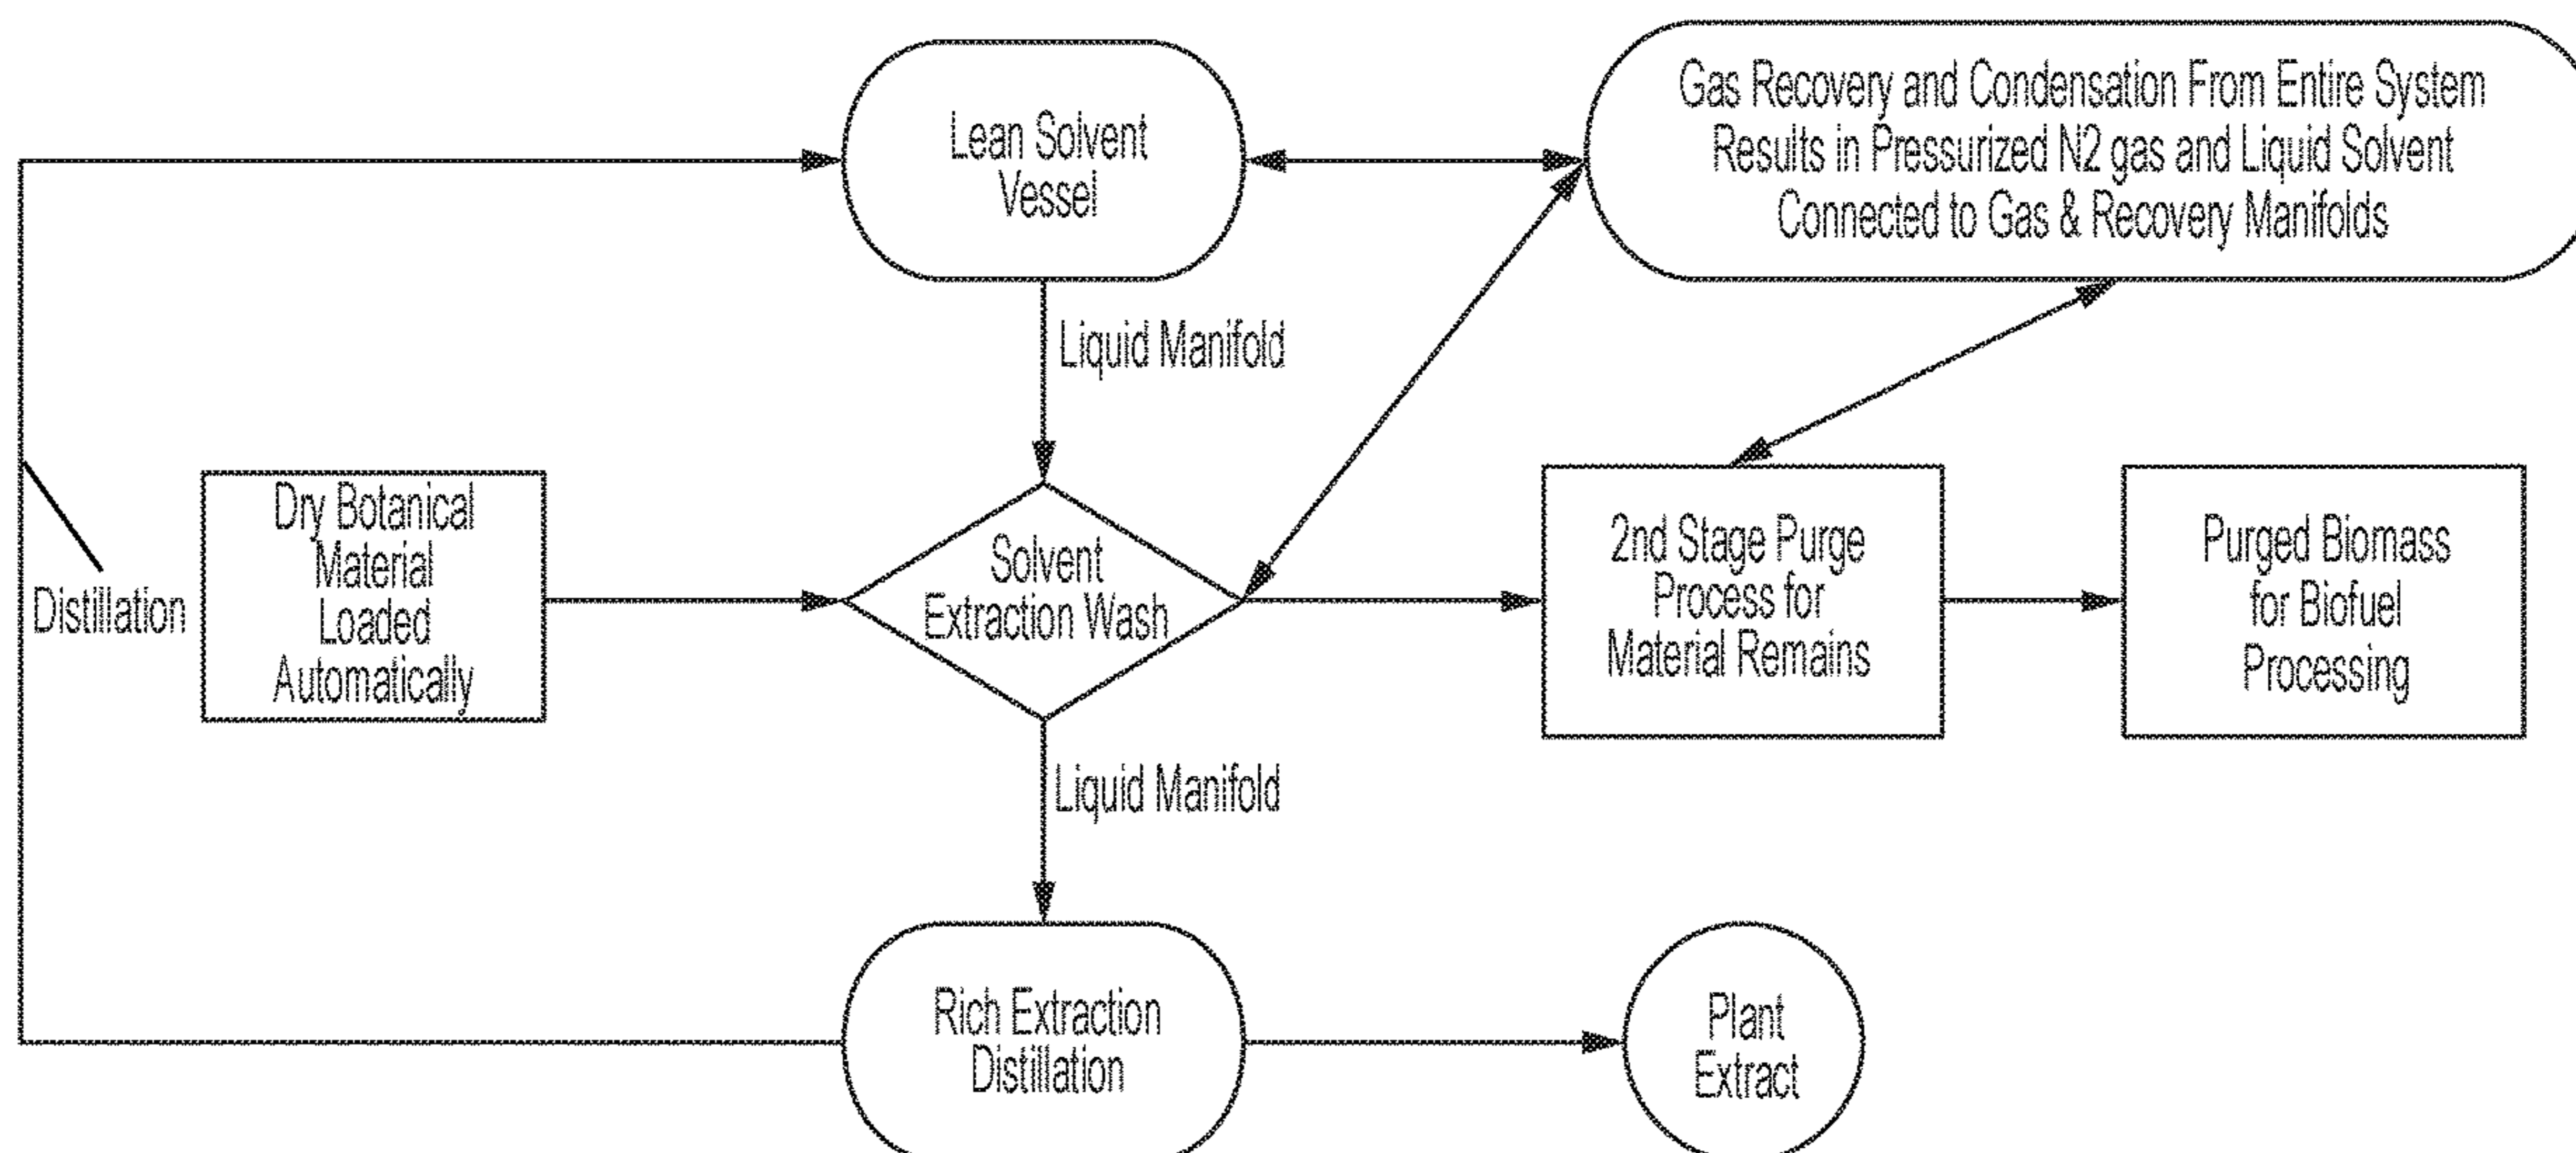 Lean Solvent
Vessel
Gas Recovery and Condensation From Entire System
Results in Pressurized N2 gas and Liquid Solvent
Connected to Gas & Recovery Manifolds
Liquid Manifold
Distillation
Dry Botanical
Material
Loaded
Automatically
Solvent
Extraction Wash
2nd Stage Purge
Process for
Material Remains
Purged Biomass
for Biofuel
Processing
Liquid Manifold
Rich Extraction
Distillation
Plant
Extract